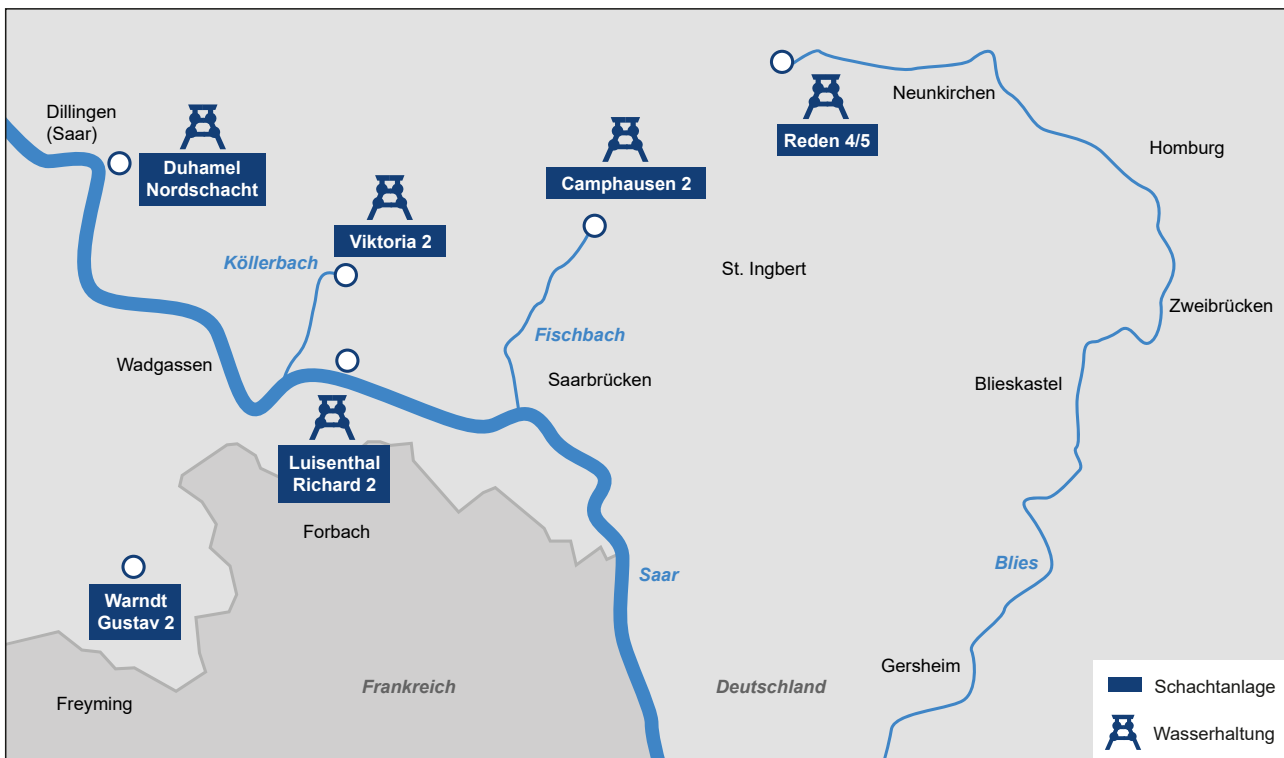 Dillingen
(Saar)
Duhamel
Nordschacht
Viktoria 2
Köllerbach
Camphausen 2
Reden 4/5
Neunkirchen
Homburg
St. Ingbert
Fischbach
Zweibrücken
Wadgassen
Saarbrücken
Blieskastel
Luisenthal
Richard 2
Forbach
Saar
Blies
Warndt
Gustav 2
Gersheim
Freyming
Frankreich
Deutschland
Schachtanlage
Wasserhaltung